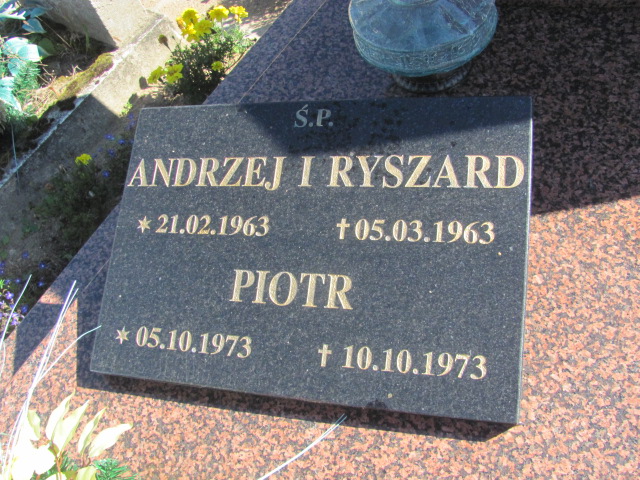 Ś.P.
ANDRZEJ I RYSZARD
* 21.02.1963 † 05.03.1963
PIOTR
* 05.10.1973 † 10.10.1973